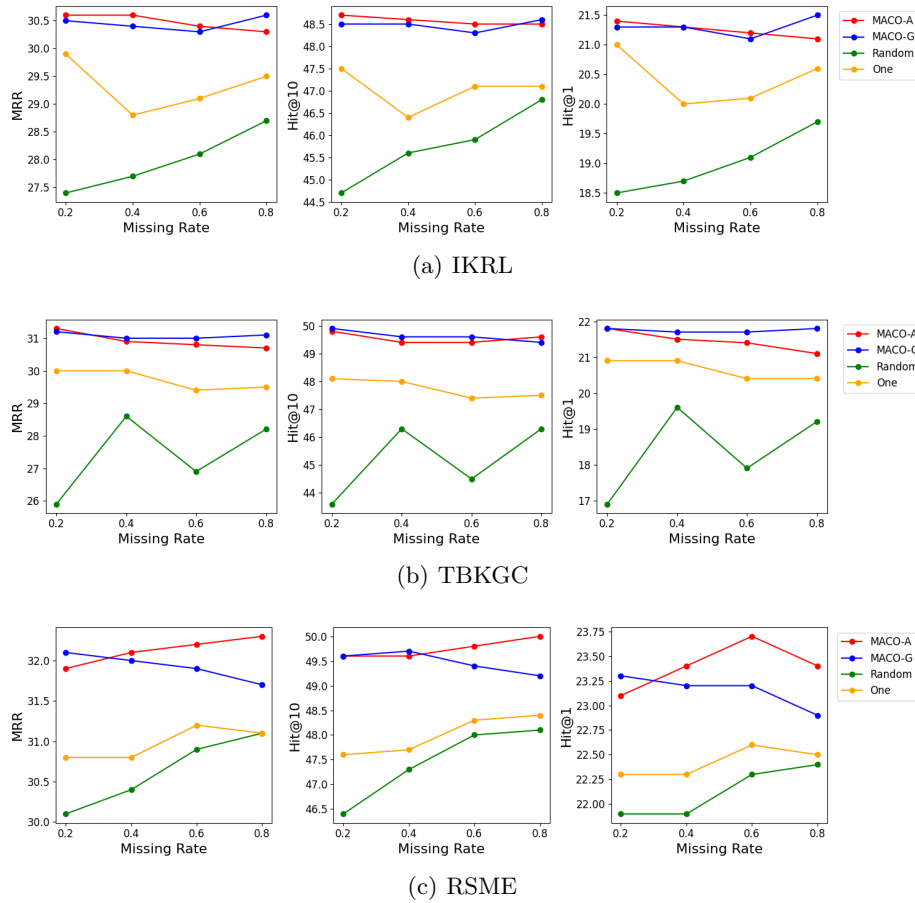 30.5
30.0
29.5
29.0
28.5
28.0
27.5
MRR
0.2 0.4 0.6 0.8
Missing Rate
48.5
48.0
47.5
47.0
46.5
46.0
45.5
45.0
44.5
Hit@10
0.2 0.4 0.6 0.8
Missing Rate
21.5
21.0
20.5
20.0
19.5
19.0
18.5
Hit@1
0.2 0.4 0.6 0.8
Missing Rate
MACO-A
MACO-G
Random
One
(a) IKRL
31
30
29
28
27
26
MRR
0.2 0.4 0.6 0.8
Missing Rate
50
49
48
47
46
45
44
Hit@10
0.2 0.4 0.6 0.8
Missing Rate
22
21
20
19
18
17
Hit@1
0.2 0.4 0.6 0.8
Missing Rate
MACO-A
MACO-G
Random
One
(b) TBKGC
32.0
31.5
31.0
30.5
30.0
MRR
0.2 0.4 0.6 0.8
Missing Rate
50.0
49.5
49.0
48.5
48.0
47.5
47.0
46.5
Hit@10
0.2 0.4 0.6 0.8
Missing Rate
23.75
23.50
23.25
23.00
22.75
22.50
22.25
22.00
Hit@1
0.2 0.4 0.6 0.8
Missing Rate
MACO-A
MACO-G
Random
One
(c) RSME